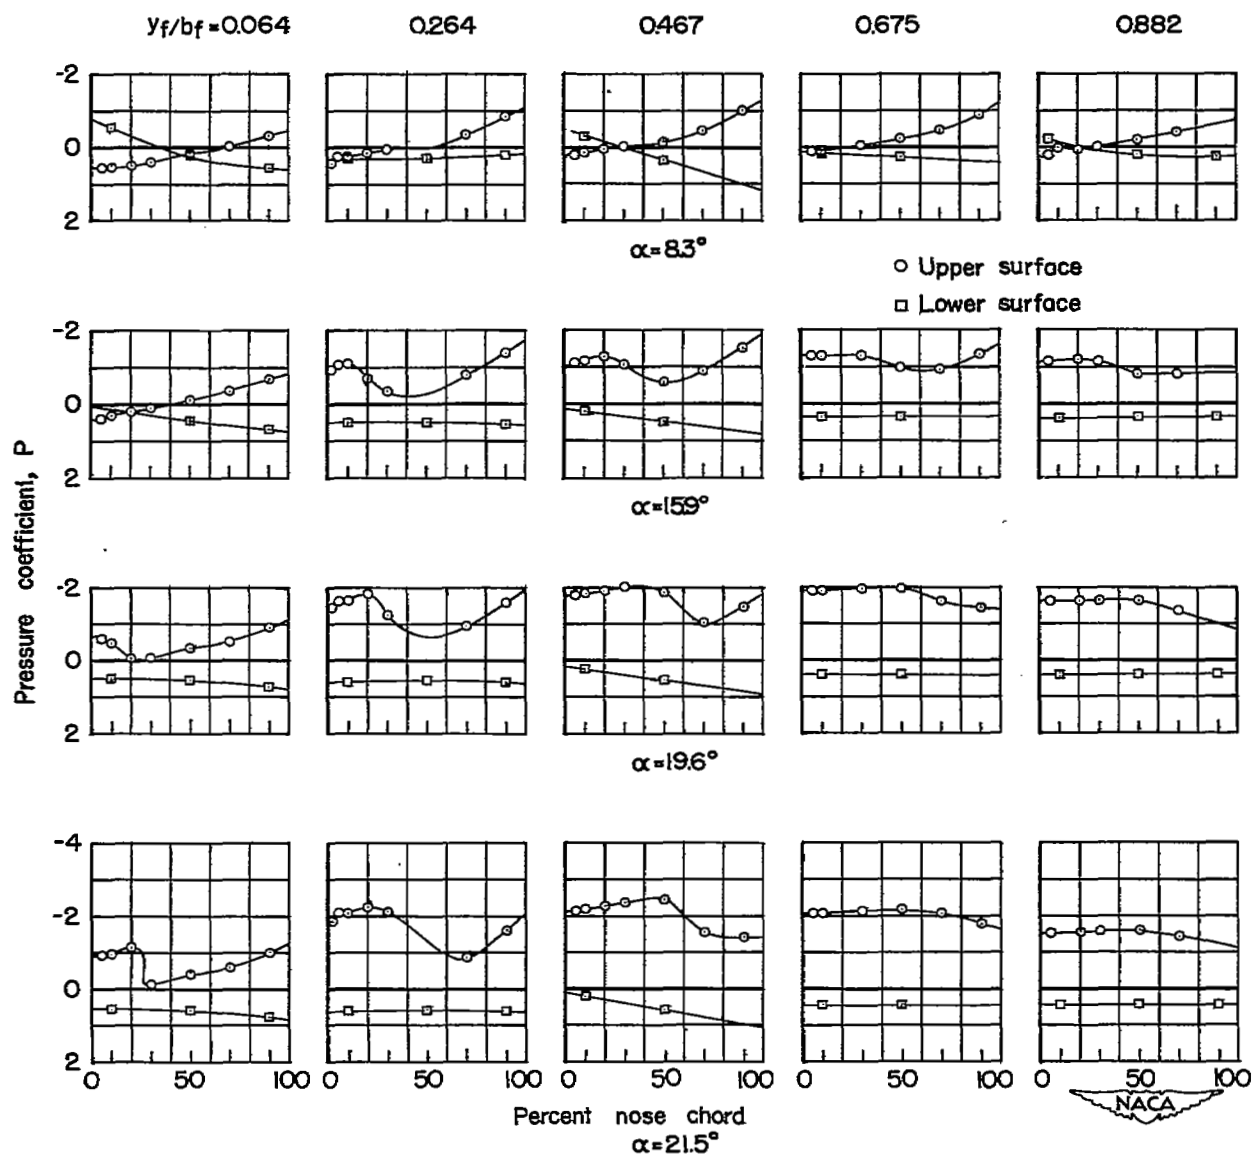 yf/bf = 0.064 0.264 0.467 0.675 0.882
-2
0
2
α = 8.3°
Upper surface
Lower surface
-2
0
2
α = 15.9°
Pressure coefficient, P
-2
0
2
α = 19.6°
-4
-2
0
2
0 50 100 0 50 100 0 50 100 0 50 100 0 50 100
NACA
Percent nose chord
α = 21.5°